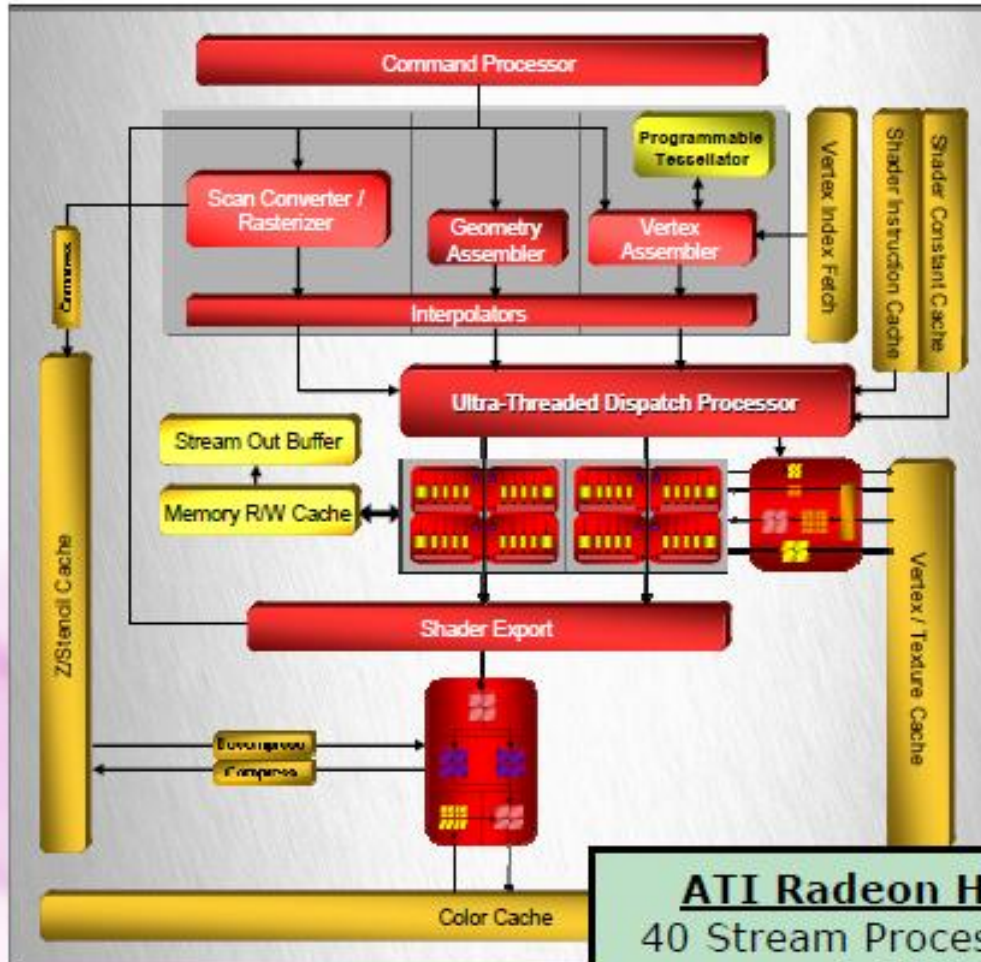 Command Processor
Programmable
Tessellator
Scan Converter /
Rasterizer
Geometry
Assembler
Vertex
Assembler
Vertex Index Fetch
Shader Instruction Cache
Shader Constant Cache
Compress
Interpolators
Ultra-Threaded Dispatch Processor
Stream Out Buffer
Memory R/W Cache
Z/Stencil Cache
Vertex / Texture Cache
Shader Export
Decompress
Compress
Color Cache
ATI Radeon H
40 Stream Proces